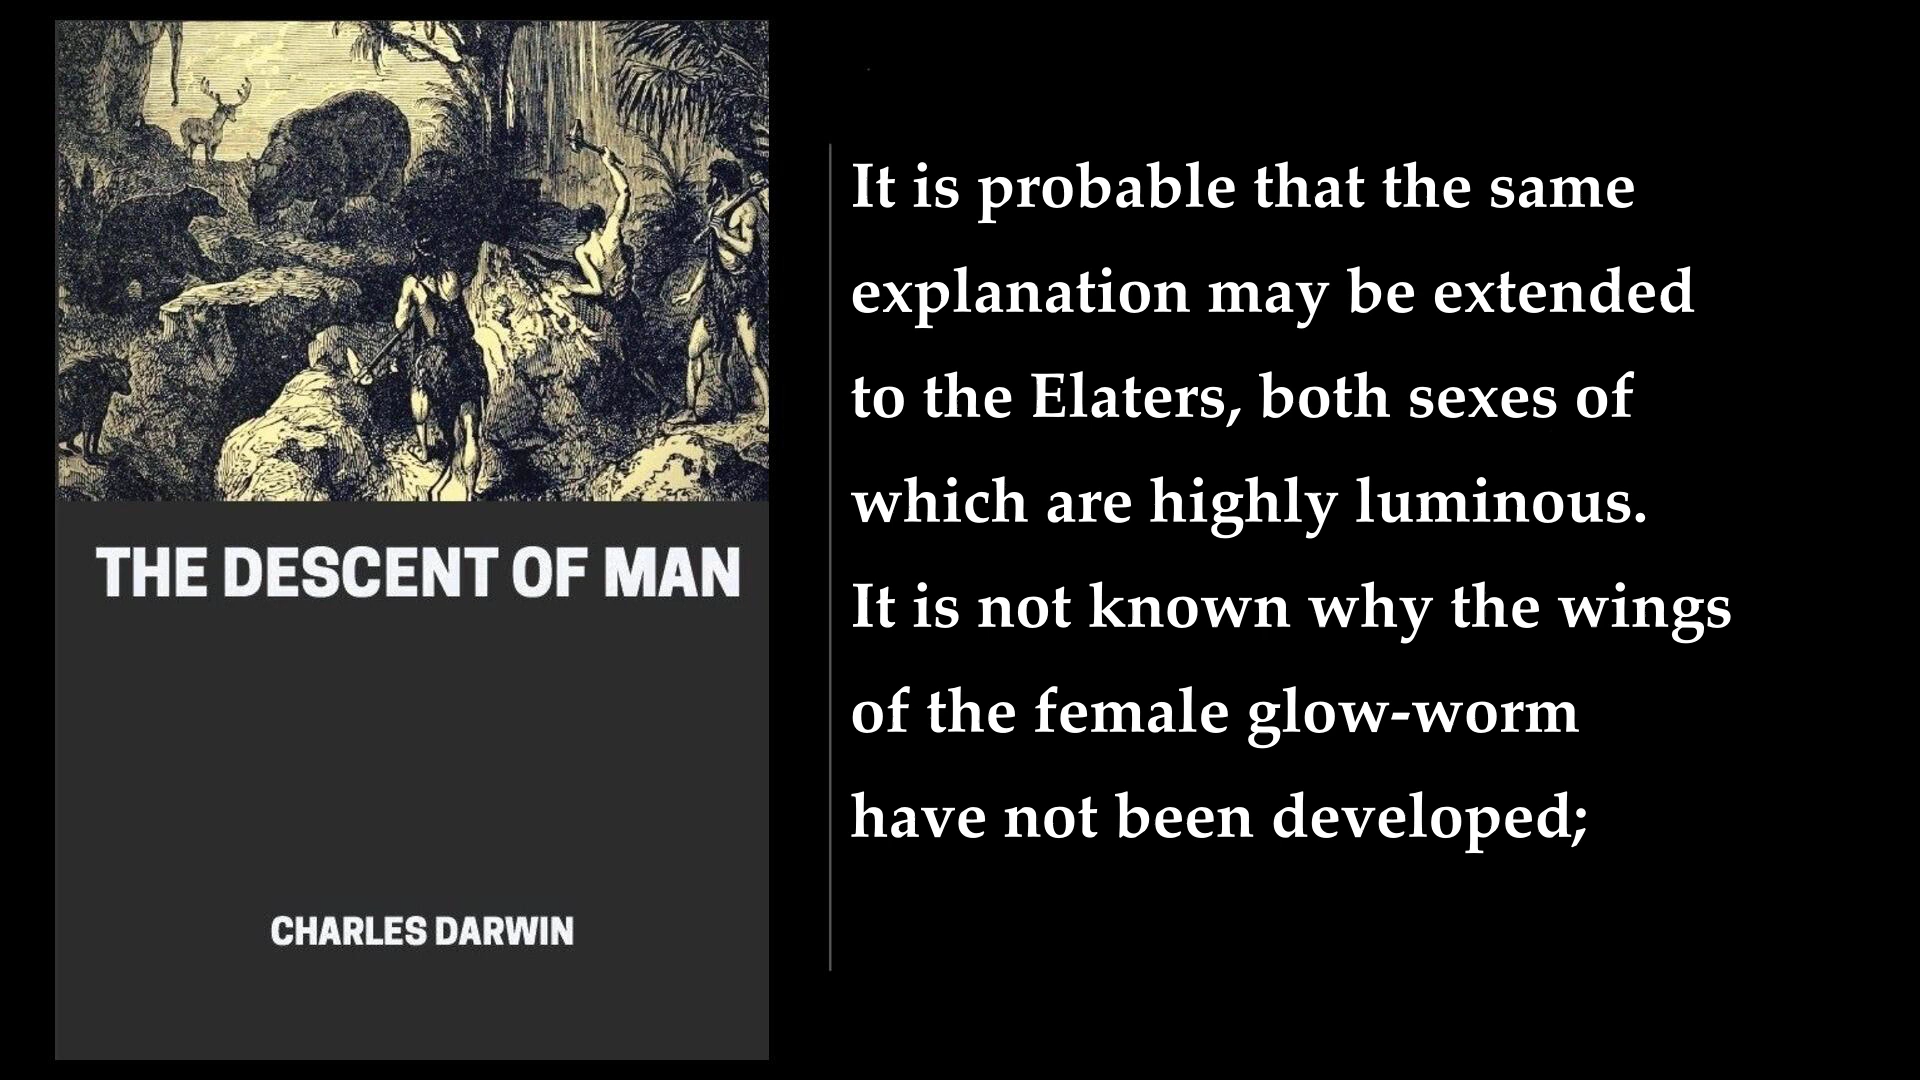 THE DESCENT OF MAN
CHARLES DARWIN
It is probable that the same
explanation may be extended
to the Elaters, both sexes of
which are highly luminous.
It is not known why the wings
of the female glow-worm
have not been developed;